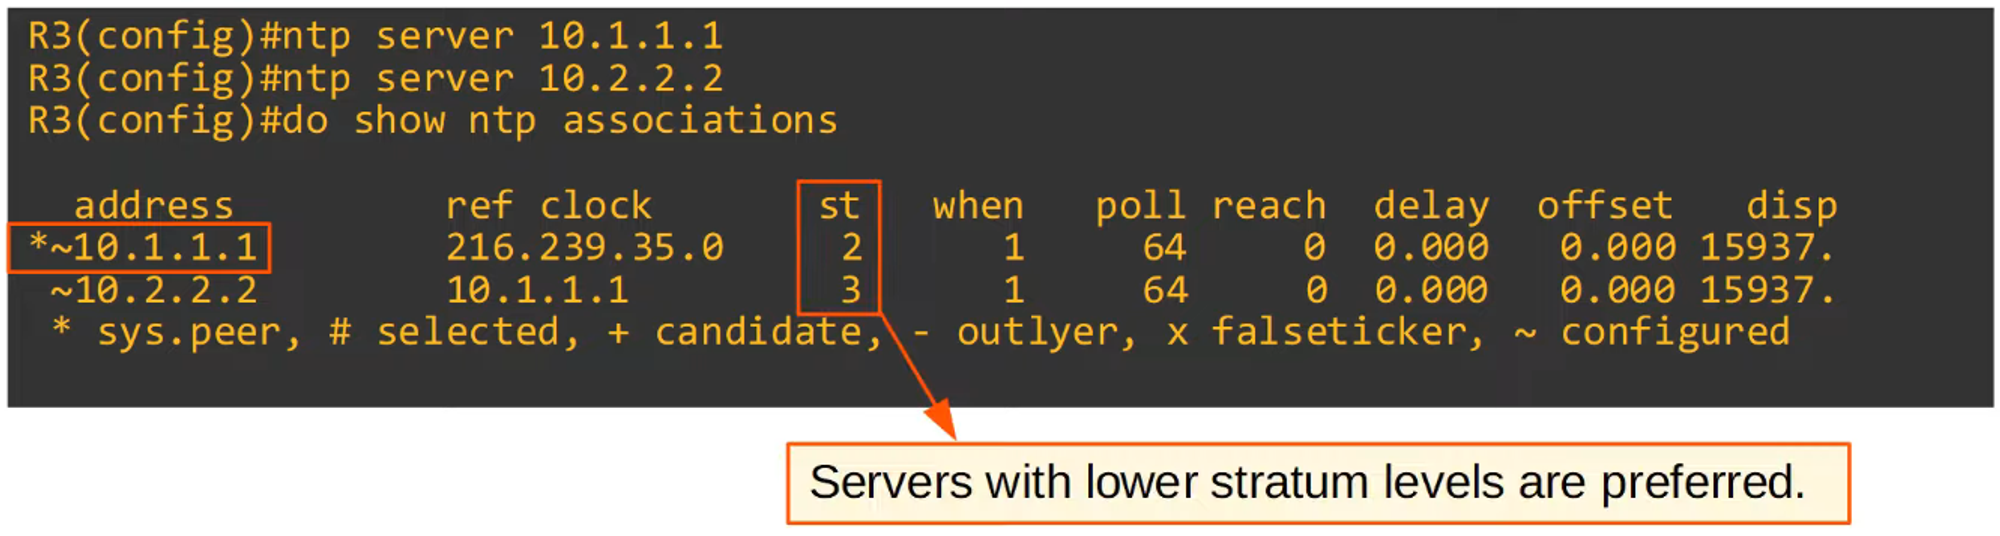 R3(config)#ntp server 10.1.1.1
R3(config)#ntp server 10.2.2.2
R3(config)#do show ntp associations
address ref clock st when poll reach delay offset disp
*~10.1.1.1 216.239.35.0 2 1 64 0 0.000 0.000 15937.
~10.2.2.2 10.1.1.1 3 1 64 0 0.000 0.000 15937.
* sys.peer, # selected, + candidate, - outlyer, x falseticker, ~ configured
Servers with lower stratum levels are preferred.